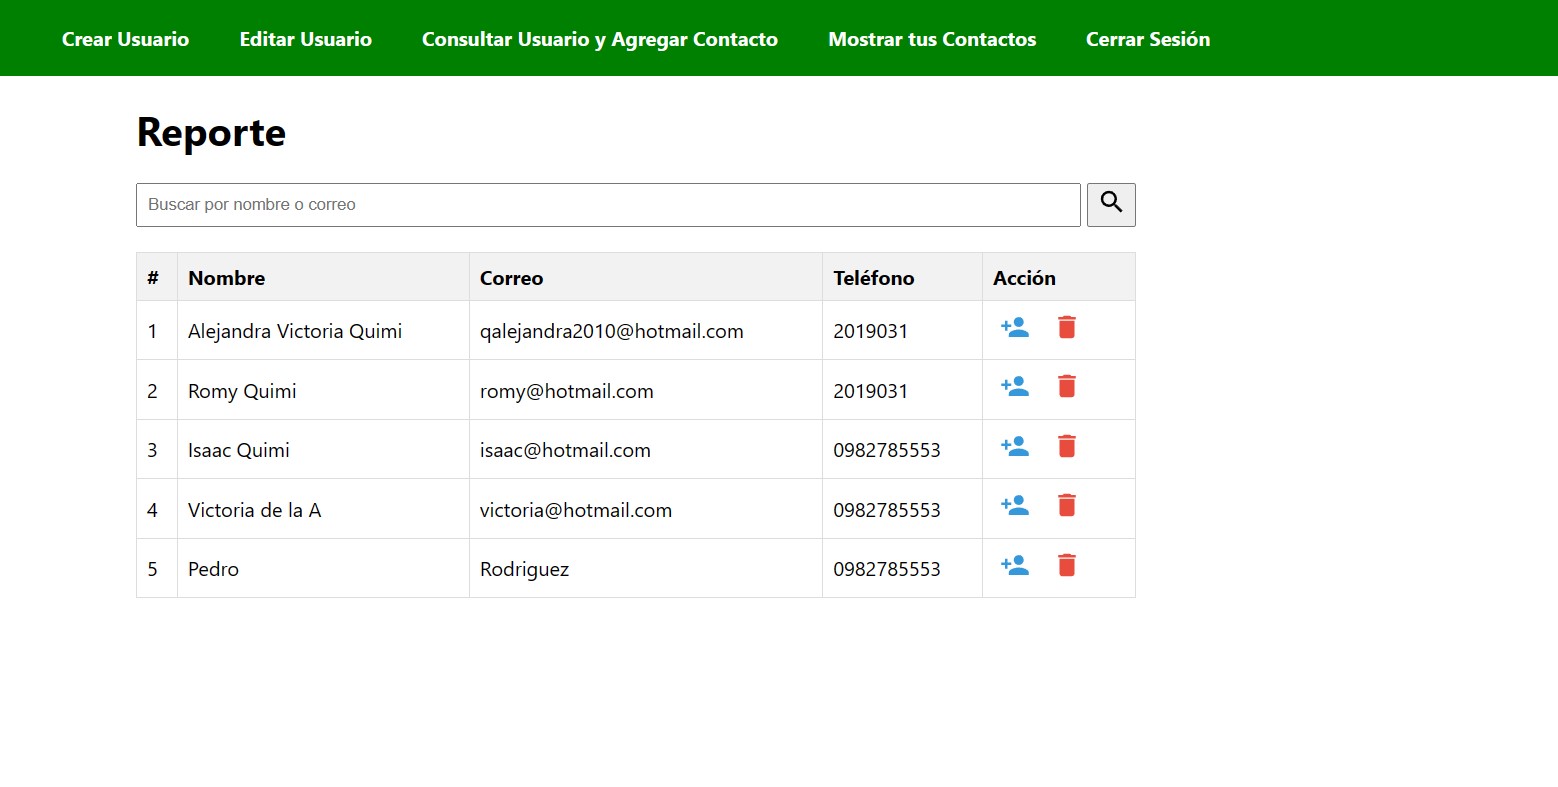 Crear Usuario Editar Usuario Consultar Usuario y Agregar Contacto Mostrar tus Contactos Cerrar Sesión
Reporte
Buscar por nombre o correo
# Nombre Correo Teléfono Acción
1 Alejandra Victoria Quimi qalejandra2010@hotmail.com 2019031
2 Romy Quimi romy@hotmail.com 2019031
3 Isaac Quimi isaac@hotmail.com 0982785553
4 Victoria de la A victoria@hotmail.com 0982785553
5 Pedro Rodriguez 0982785553